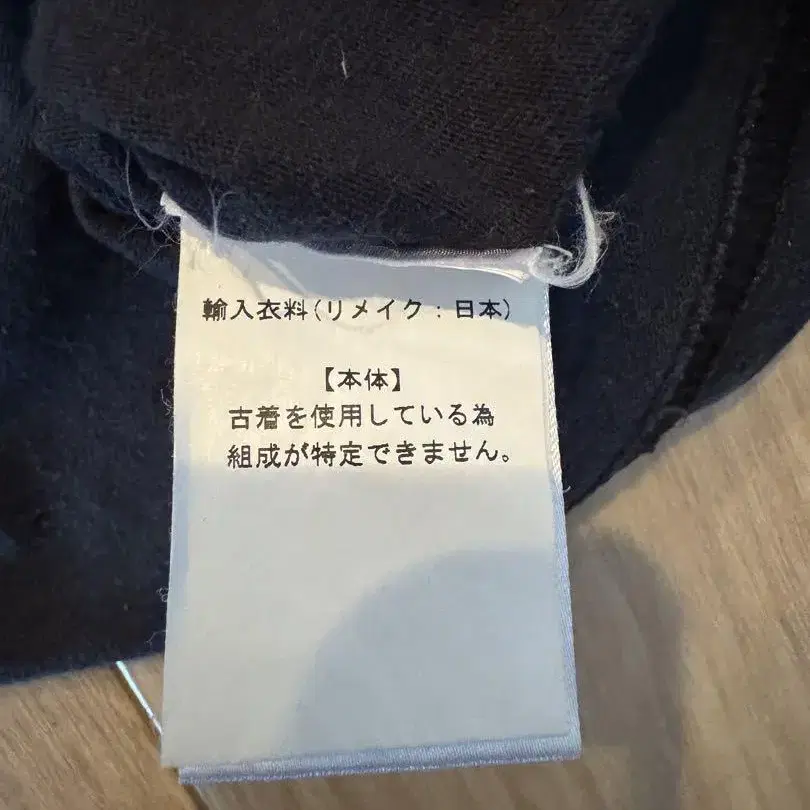 輸入衣料(リメイク:日本)
【本体】
古着を使用している為
組成が特定できません。